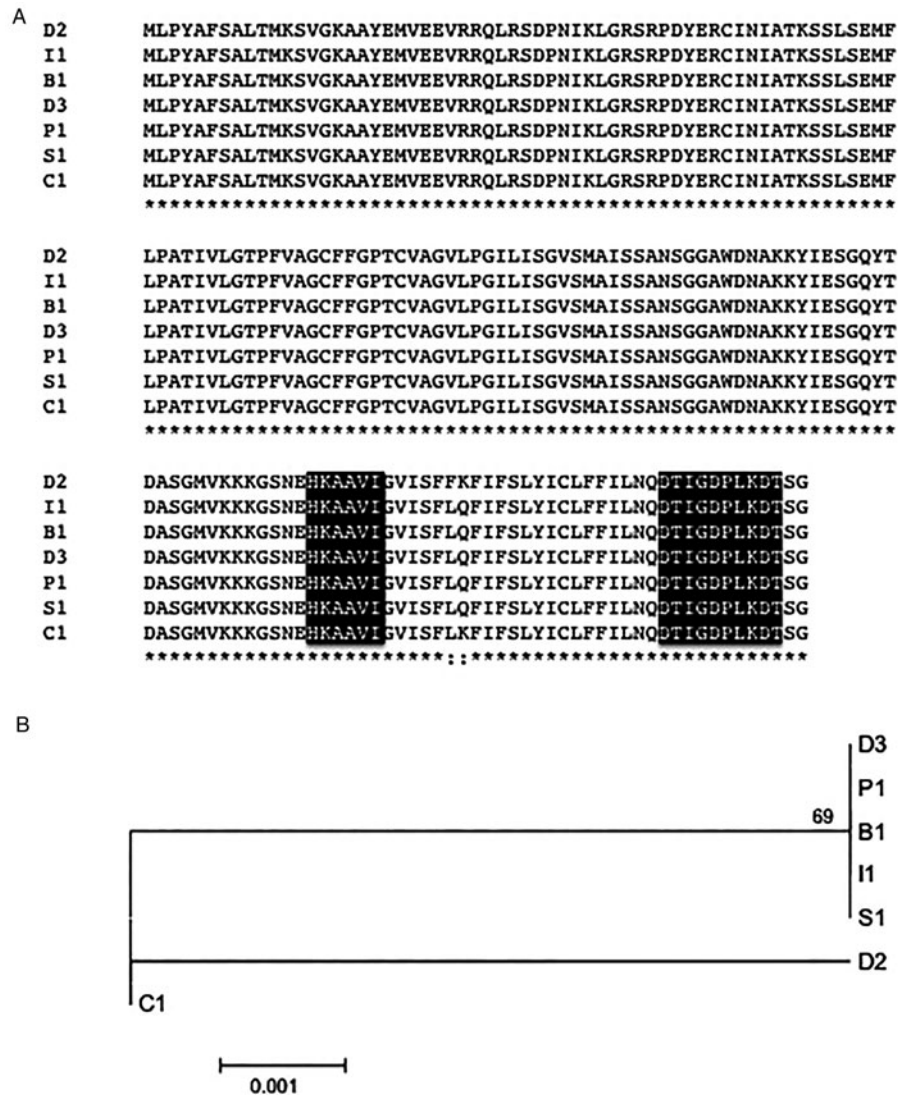 A
D2 MLPYAFSALTMKSVGKAAYEMVEEVRRQLRSDPNIKLGRSRPDYERCINIATKSSLSEMF
I1 MLPYAFSALTMKSVGKAAYEMVEEVRRQLRSDPNIKLGRSRPDYERCINIATKSSLSEMF
B1 MLPYAFSALTMKSVGKAAYEMVEEVRRQLRSDPNIKLGRSRPDYERCINIATKSSLSEMF
D3 MLPYAFSALTMKSVGKAAYEMVEEVRRQLRSDPNIKLGRSRPDYERCINIATKSSLSEMF
P1 MLPYAFSALTMKSVGKAAYEMVEEVRRQLRSDPNIKLGRSRPDYERCINIATKSSLSEMF
S1 MLPYAFSALTMKSVGKAAYEMVEEVRRQLRSDPNIKLGRSRPDYERCINIATKSSLSEMF
C1 MLPYAFSALTMKSVGKAAYEMVEEVRRQLRSDPNIKLGRSRPDYERCINIATKSSLSEMF
************************************************************
D2 LPATIVLGTPFVAGCFFGPTCVAGVLPGILISGVSMAISSANSGGAWDNAKKYIESGQYT
I1 LPATIVLGTPFVAGCFFGPTCVAGVLPGILISGVSMAISSANSGGAWDNAKKYIESGQYT
B1 LPATIVLGTPFVAGCFFGPTCVAGVLPGILISGVSMAISSANSGGAWDNAKKYIESGQYT
D3 LPATIVLGTPFVAGCFFGPTCVAGVLPGILISGVSMAISSANSGGAWDNAKKYIESGQYT
P1 LPATIVLGTPFVAGCFFGPTCVAGVLPGILISGVSMAISSANSGGAWDNAKKYIESGQYT
S1 LPATIVLGTPFVAGCFFGPTCVAGVLPGILISGVSMAISSANSGGAWDNAKKYIESGQYT
C1 LPATIVLGTPFVAGCFFGPTCVAGVLPGILISGVSMAISSANSGGAWDNAKKYIESGQYT
************************************************************
D2 DASGMVKKKGSNEHKAAVIGVISFFKFIFSLYICLFFILNQDTIGDPLKDTSG
I1 DASGMVKKKGSNEHKAAVIGVISFLQFIFSLYICLFFILNQDTIGDPLKDTSG
B1 DASGMVKKKGSNEHKAAVIGVISFLQFIFSLYICLFFILNQDTIGDPLKDTSG
D3 DASGMVKKKGSNEHKAAVIGVISFLQFIFSLYICLFFILNQDTIGDPLKDTSG
P1 DASGMVKKKGSNEHKAAVIGVISFLQFIFSLYICLFFILNQDTIGDPLKDTSG
S1 DASGMVKKKGSNEHKAAVIGVISFLQFIFSLYICLFFILNQDTIGDPLKDTSG
C1 DASGMVKKKGSNEHKAAVIGVISFLKFIFSLYICLFFILNQDTIGDPLKDTSG
************************::***************************
B
D3
P1
69
B1
I1
S1
D2
C1
0.001